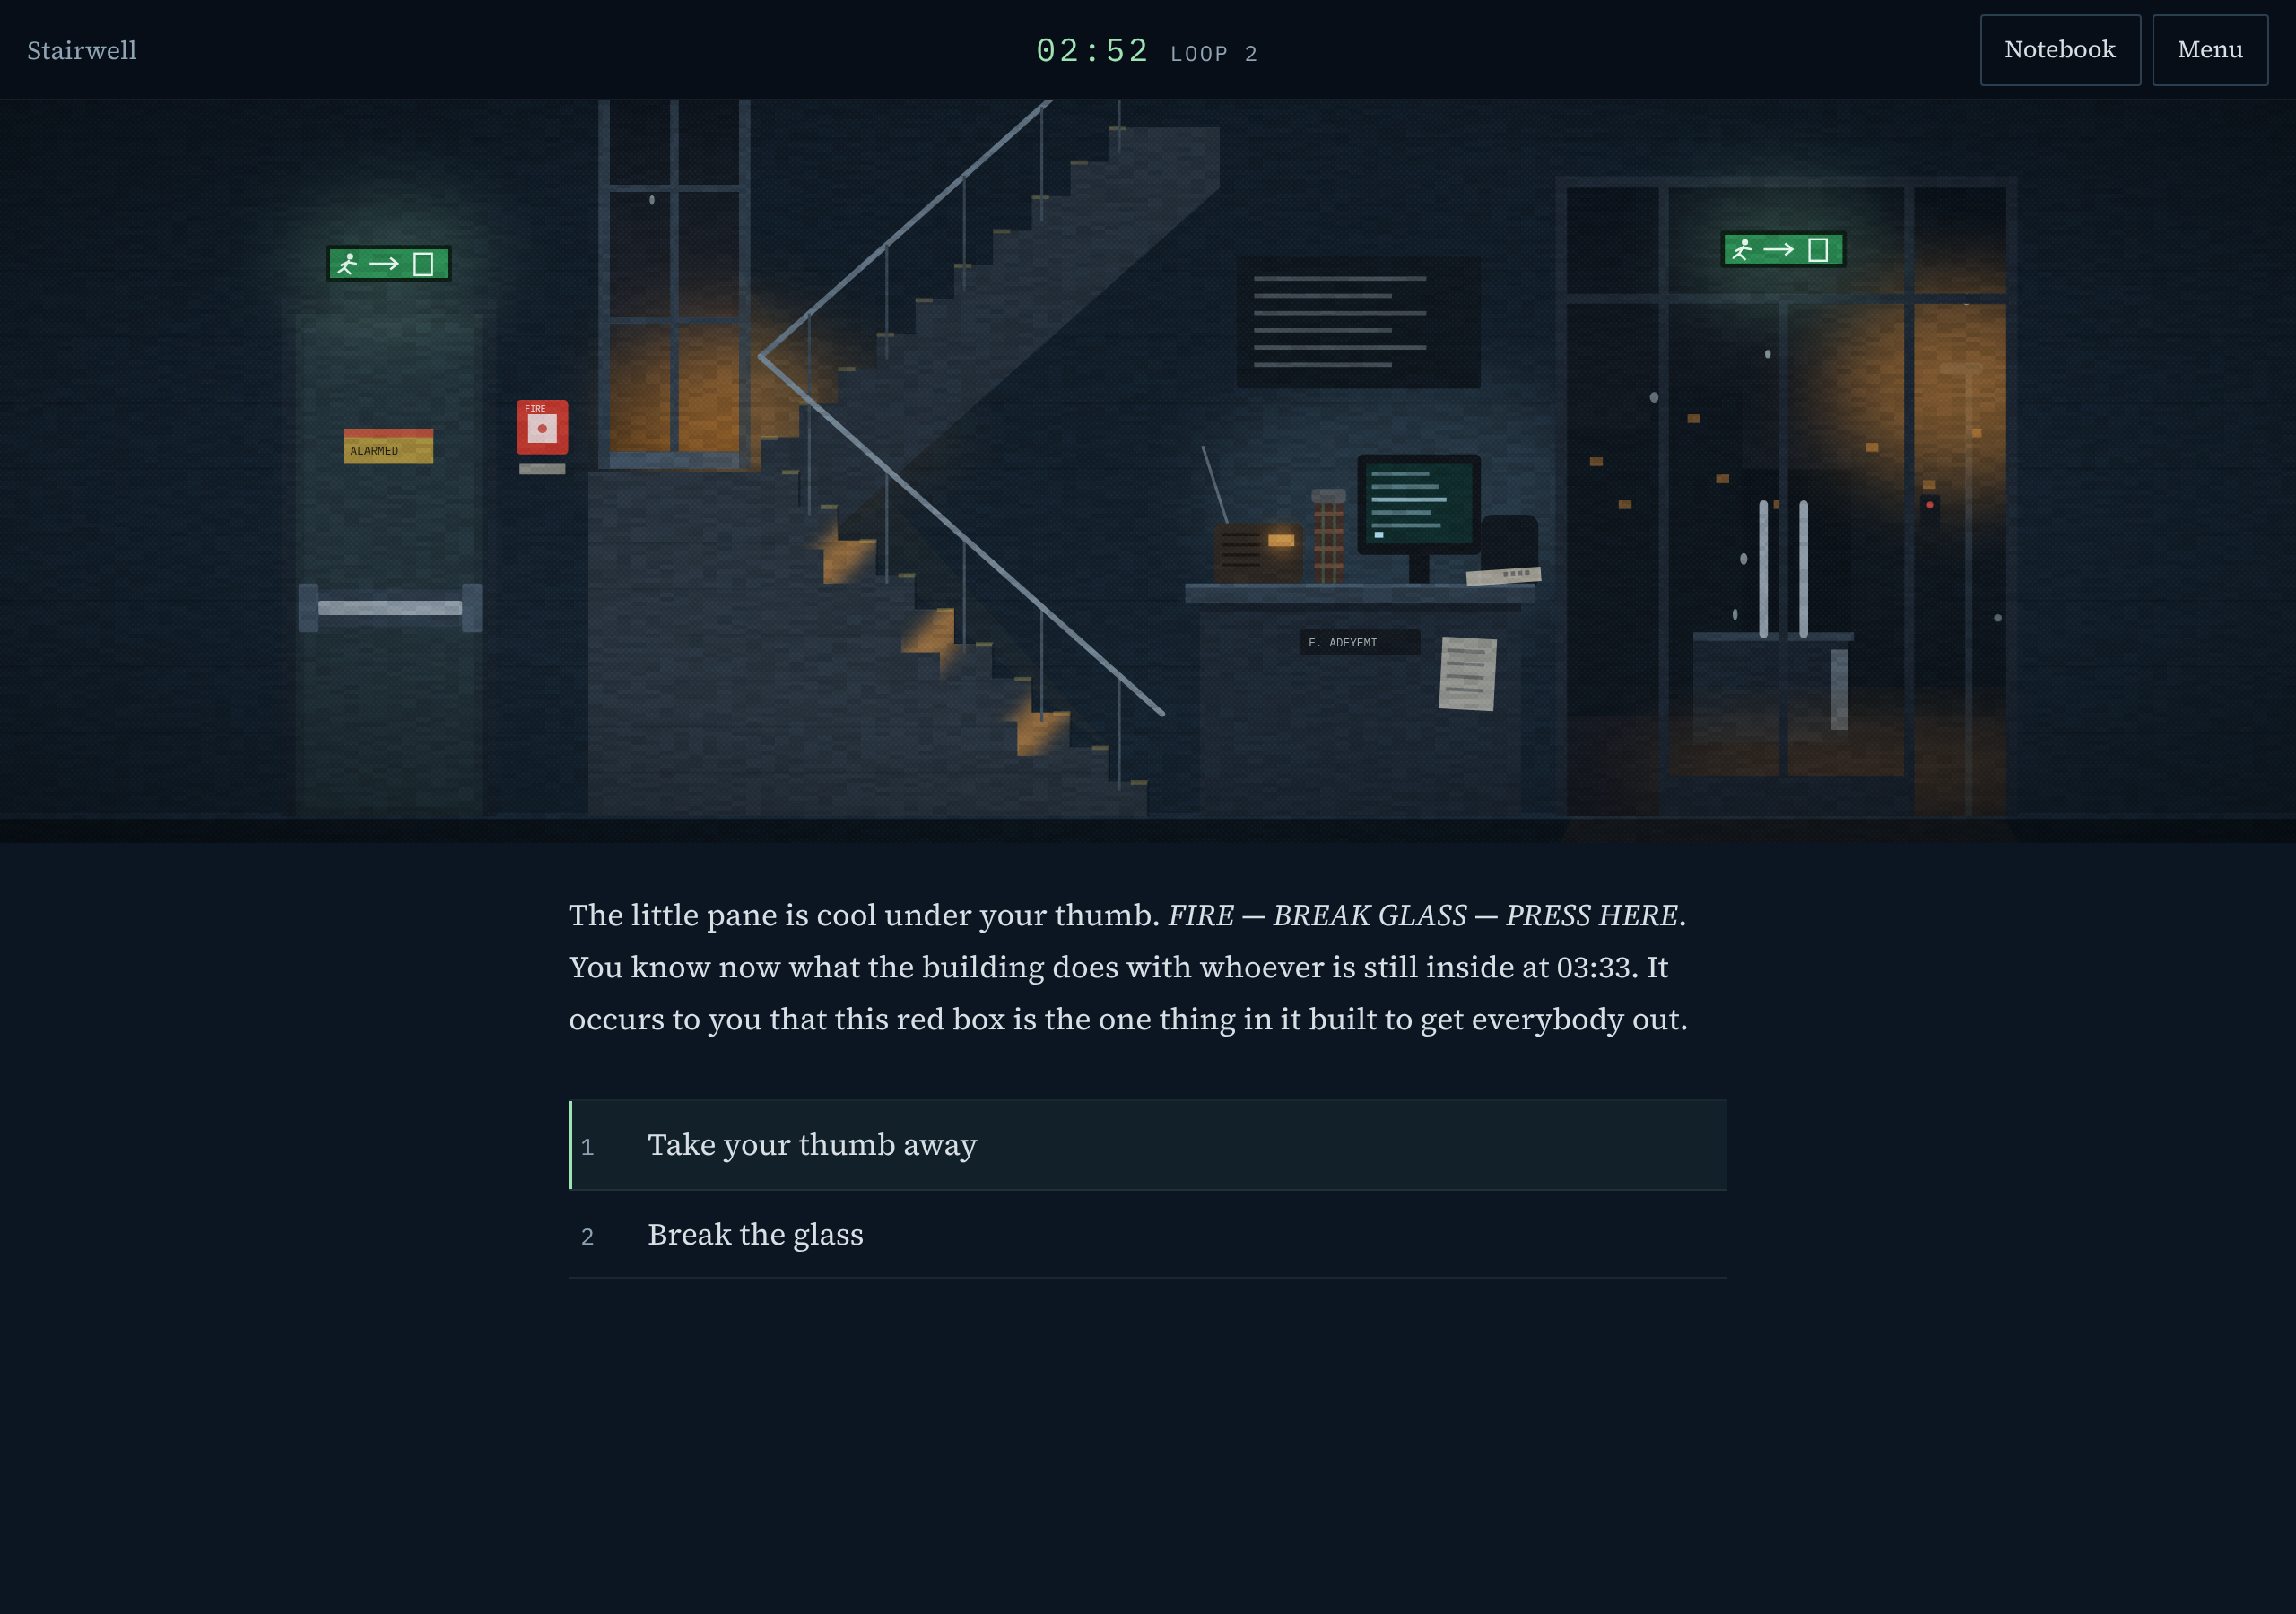 Stairwell
02:52 LOOP 2
Notebook
Menu
FIRE
ALARMED
F. ADEYEMI
The little pane is cool under your thumb. FIRE — BREAK GLASS — PRESS HERE.
You know now what the building does with whoever is still inside at 03:33. It
occurs to you that this red box is the one thing in it built to get everybody out.
1 Take your thumb away
2 Break the glass